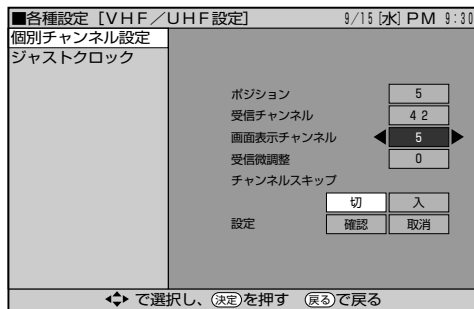 ■各種設定 [VHF/UHF設定] 9/15[水] PM 9:30
個別チャンネル設定
ジャストクロック
ポジション 5
受信チャンネル 42
画面表示チャンネル ◀ 5 ▶
受信微調整 0
チャンネルスキップ
切 入
設定 確認 取消
で選択し、決定を押す 戻るで戻る